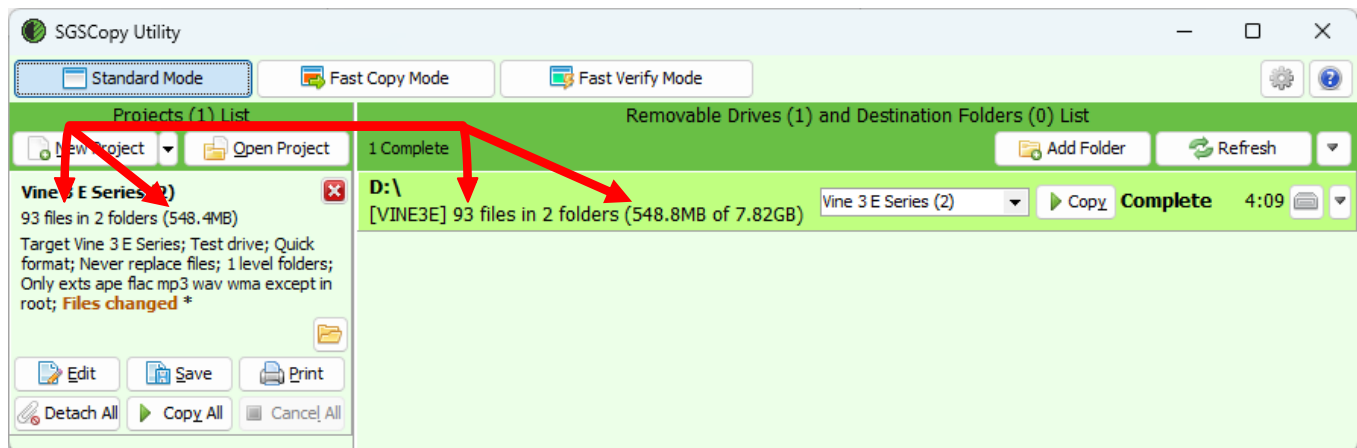 SGSCopy Utility
Standard Mode
Fast Copy Mode
Fast Verify Mode
Projects (1) List
Removable Drives (1) and Destination Folders (0) List
New Project
Open Project
1 Complete
Add Folder
Refresh
Vine 3 E Series (2)
93 files in 2 folders (548.4MB)
Target Vine 3 E Series; Test drive; Quick
format; Never replace files; 1 level folders;
Only exts ape flac mp3 wav wma except in
root; Files changed *
D:\
[VINE3E] 93 files in 2 folders (548.8MB of 7.82GB)
Vine 3 E Series (2)
Copy
Complete
4:09
Edit
Save
Print
Detach All
Copy All
Cancel All